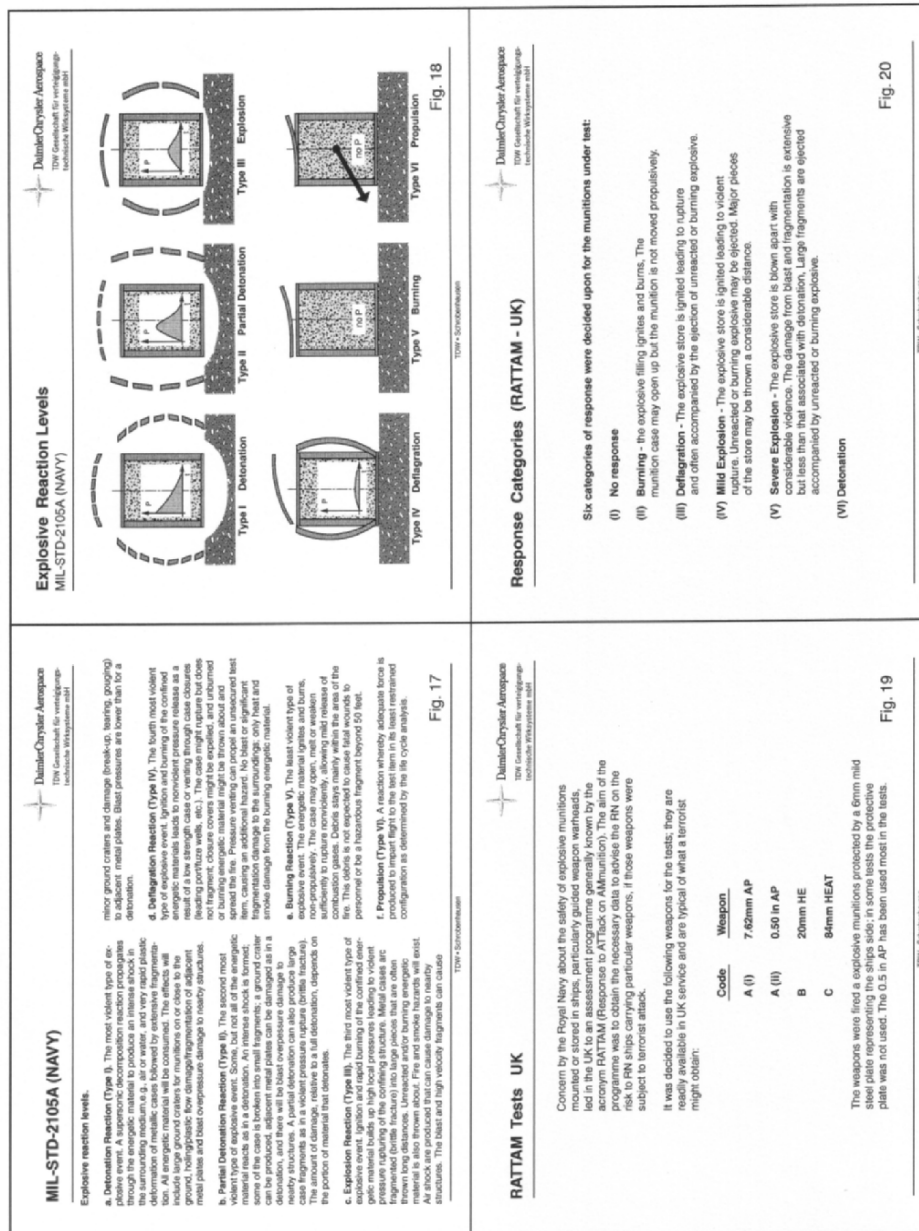 MIL-STD-2105A (NAVY)
DaimlerChrysler Aerospace
TDW Gesellschaft für verteidigungs-
technische Wirksysteme mbH
Explosive reaction levels.
a. Detonation Reaction (Type I). The most violent type of ex-
plosive event. A supersonic decomposition reaction propagates
through the energetic material to produce an intense shock in
the surrounding medium,e.g., air or water, and very rapid plastic
deformation of metallic cases followed by extensive fragmenta-
tion. All energetic material will be consumed. The effects will
include large ground craters for munitions on or close to the
ground, holing/plastic flow damage/fragmentation of adjacent
metal plates and blast overpressure damage to nearby structures.
b. Partial Detonation Reaction (Type II). The second most
violent type of explosive event. Some, but not all of the energetic
material reacts as in a detonation. An intense shock is formed;
some of the case is broken into small fragments; a ground crater
can be produced, adjacent metal plates can be damaged as in a
detonation, and there will be blast overpressure damage to
nearby structures. A partial detonation can also produce large
case fragments as in a violent pressure rupture (brittle fracture).
The amount of damage, relative to a full detonation, depends on
the portion of material that detonates.
c. Explosion Reaction (Type III). The third most violent type of
explosive event. Ignition and rapid burning of the confined ener-
getic material builds up high local pressures leading to violent
pressure rupturing of the confining structure. Metal cases are
fragmented (brittle fracture) into large pieces that are often
thrown long distances. Unreacted and/or burning energetic
material is also thrown about. Fire and smoke hazards will exist.
Air shock are produced that can cause damage to nearby
structures. The blast and high velocity fragments can cause
minor ground craters and damage (break-up, tearing, gouging)
to adjacent metal plates. Blast pressures are lower than for a
detonation.
d. Deflagration Reaction (Type IV). The fourth most violent
type of explosive event. Ignition and burning of the confined
energetic materials leads to nonviolent pressure release as a
result of a low strength case or venting through case closures
(leading port/fuze wells, etc.). The case might rupture but does
not fragment; closure covers might be expelled, and unburned
or burning energetic material might be thrown about and
spread the fire. Pressure venting can propel an unsecured test
item, causing an additional hazard. No blast or significant
fragmentation damage to the surroundings; only heat and
smoke damage from the burning energetic material.
e. Burning Reaction (Type V). The least violent type of
explosive event. The energetic material ignites and burns,
non-propulsively. The case may open, melt or weaken
sufficiently to rupture nonviolently, allowing mild release of
combustion gases. Debris stays mainly within the area of the
fire. This debris is not expected to cause fatal wounds to
personnel or be a hazardous fragment beyond 50 feet.
f. Propulsion (Type VI). A reaction whereby adequate force is
produced to impart flight to the test item in its least restrained
configuration as determined by the life cycle analysis.
TDW • Schrobenhausen
Fig. 17
Explosive Reaction Levels
MIL-STD-2105A (NAVY)
DaimlerChrysler Aerospace
TDW Gesellschaft für verteidigungs-
technische Wirksysteme mbH
P t
P t
P t
Type I Detonation
Type II Partial Detonation
Type III Explosion
P t
no P
no P
Type IV Deflagration
Type V Burning
Type VI Propulsion
TDW • Schrobenhausen
Fig. 18
RATTAM Tests UK
DaimlerChrysler Aerospace
TDW Gesellschaft für verteidigungs-
technische Wirksysteme mbH
Concern by the Royal Navy about the safety of explosive munitions
mounted or stored in ships, particularly guided weapon warheads,
led in the UK to an assessment programme generally known by the
acronym RATTAM (Response to ATTack on AMmunition). The aim of the
programme was to obtain the necessary data to advise the RN on the
risk to RN ships carrying particular weapons, if those weapons were
subject to terrorist attack.
It was decided to use the following weapons for the tests, they are
readily available in UK service and are typical of what a terrorist
might obtain:
Code Weapon
A (I) 7.62mm AP
A (II) 0.50 in AP
B 20mm HE
C 84mm HEAT
The weapons were fired a explosive munitions protected by a 6mm mild
steel plate representing the ships side; in some tests the protective
plate was not used. The 0.5 in AP has been used most in the tests.
Fig. 19
Response Categories (RATTAM - UK)
DaimlerChrysler Aerospace
TDW Gesellschaft für verteidigungs-
technische Wirksysteme mbH
Six categories of response were decided upon for the munitions under test:
(I) No response
(II) Burning - the explosive filling ignites and burns, The
munition case may open up but the munition is not moved propulsively.
(III) Deflagration - The explosive store is ignited leading to rupture
and often accompanied by the ejection of unreacted or burning explosive.
(IV) Mild Explosion - The explosive store is ignited leading to violent
rupture. Unreacted or burning explosive may be ejected. Major pieces
of the store may be thrown a considerable distance.
(V) Severe Explosion - The explosive store is blown apart with
considerable violence. The damage from blast and fragmentation is extensive
but less than that associated with detonation, Large fragments are ejected
accompanied by unreacted or burning explosive.
(VI) Detonation
Fig. 20